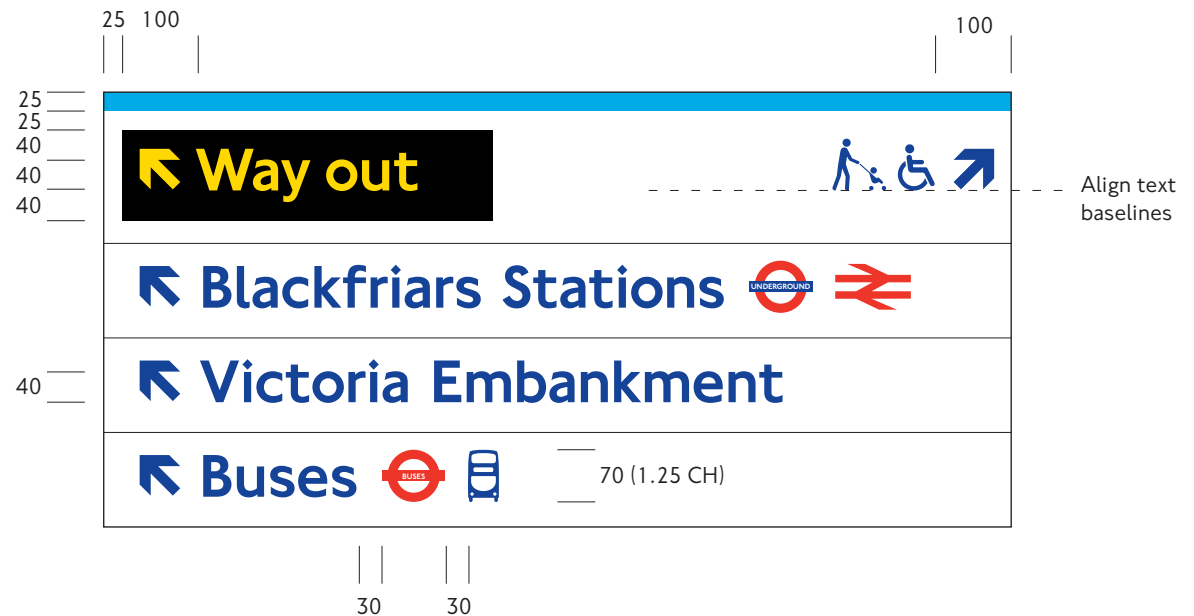 25 100
100
25
25
40
40
40
Way out
Align text
baselines
Blackfriars Stations UNDERGROUND
40
Victoria Embankment
Buses BUSES
70 (1.25 CH)
30 30